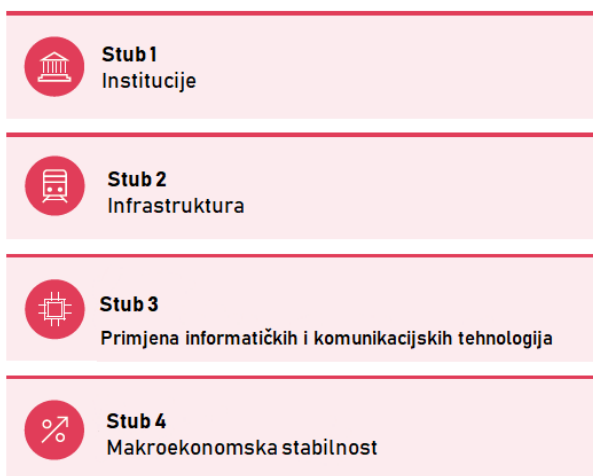 Stub 1
Institucije
Stub 2
Infrastruktura
Stub 3
Primjena informatičkih i komunikacijskih tehnologija
Stub 4
Makroekonomska stabilnost